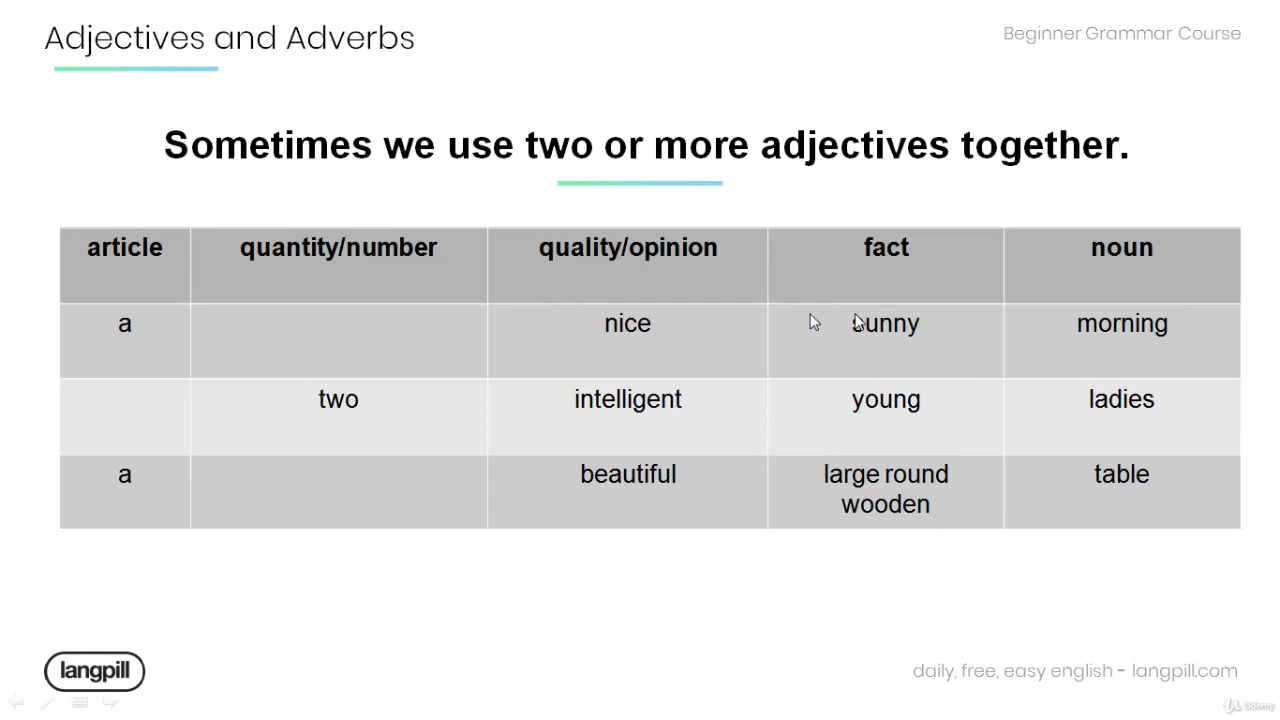 Adjectives and Adverbs
Beginner Grammar Course
Sometimes we use two or more adjectives together.
article quantity/number quality/opinion fact noun
a nice sunny morning
two intelligent young ladies
a beautiful large round table
wooden
langpill
daily, free, easy english - langpill.com
Udemy